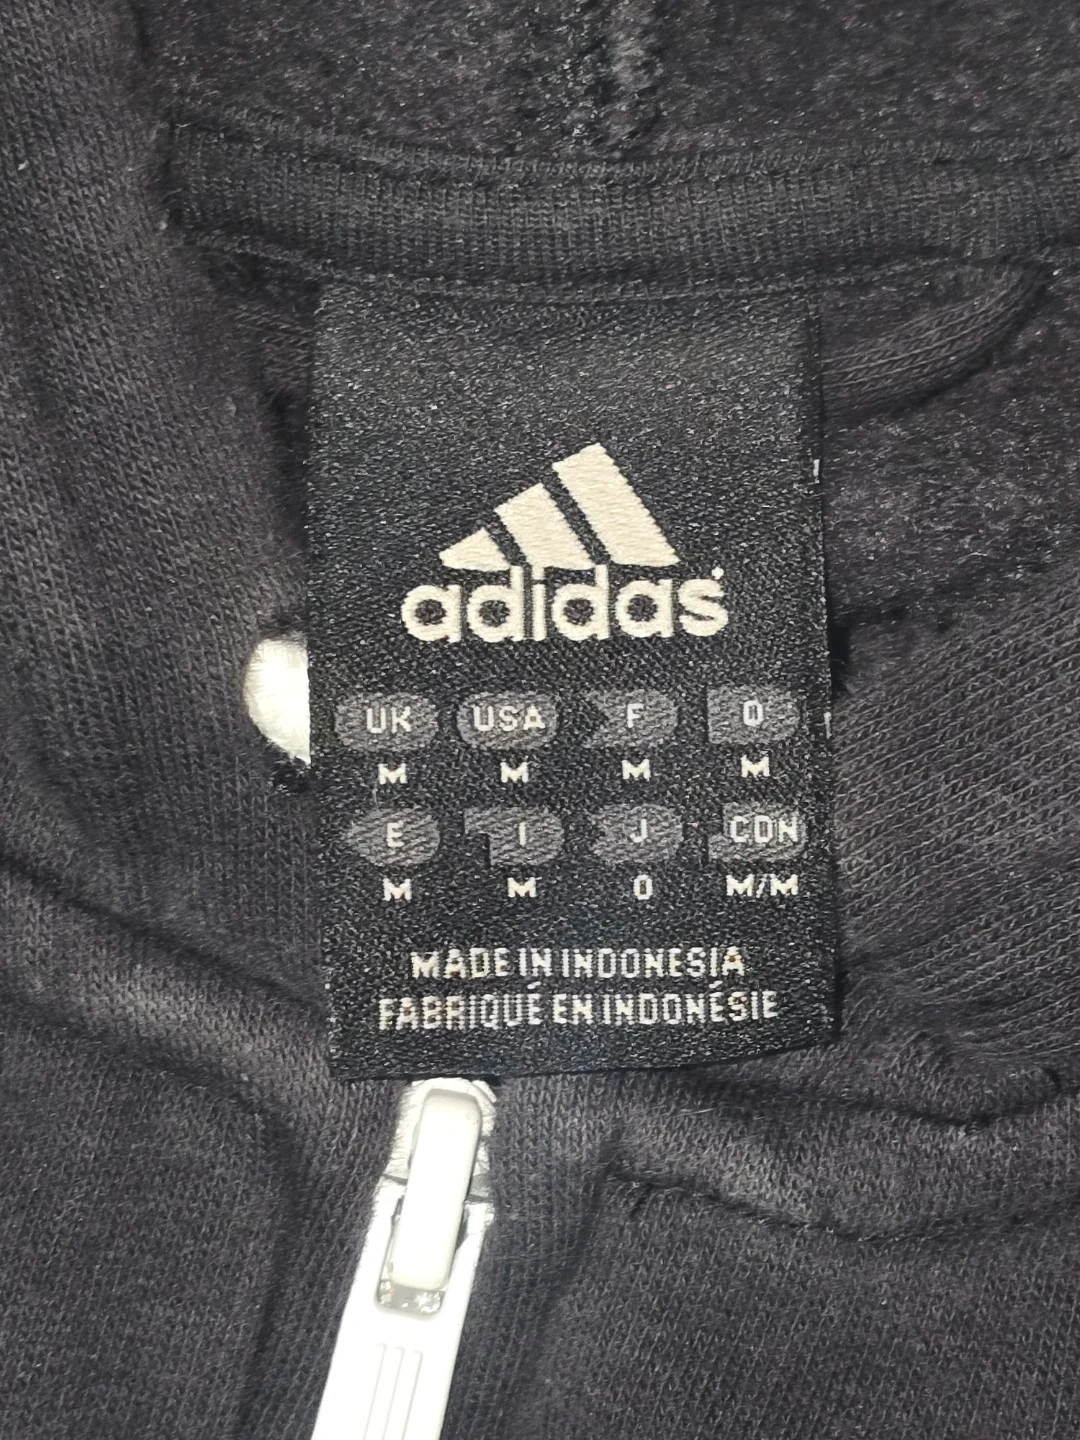 adidas
UK USA F D
M M M M
E I J CDN
M M O M/M
MADE IN INDONESIA
FABRIQUÉ EN INDONÉSIE